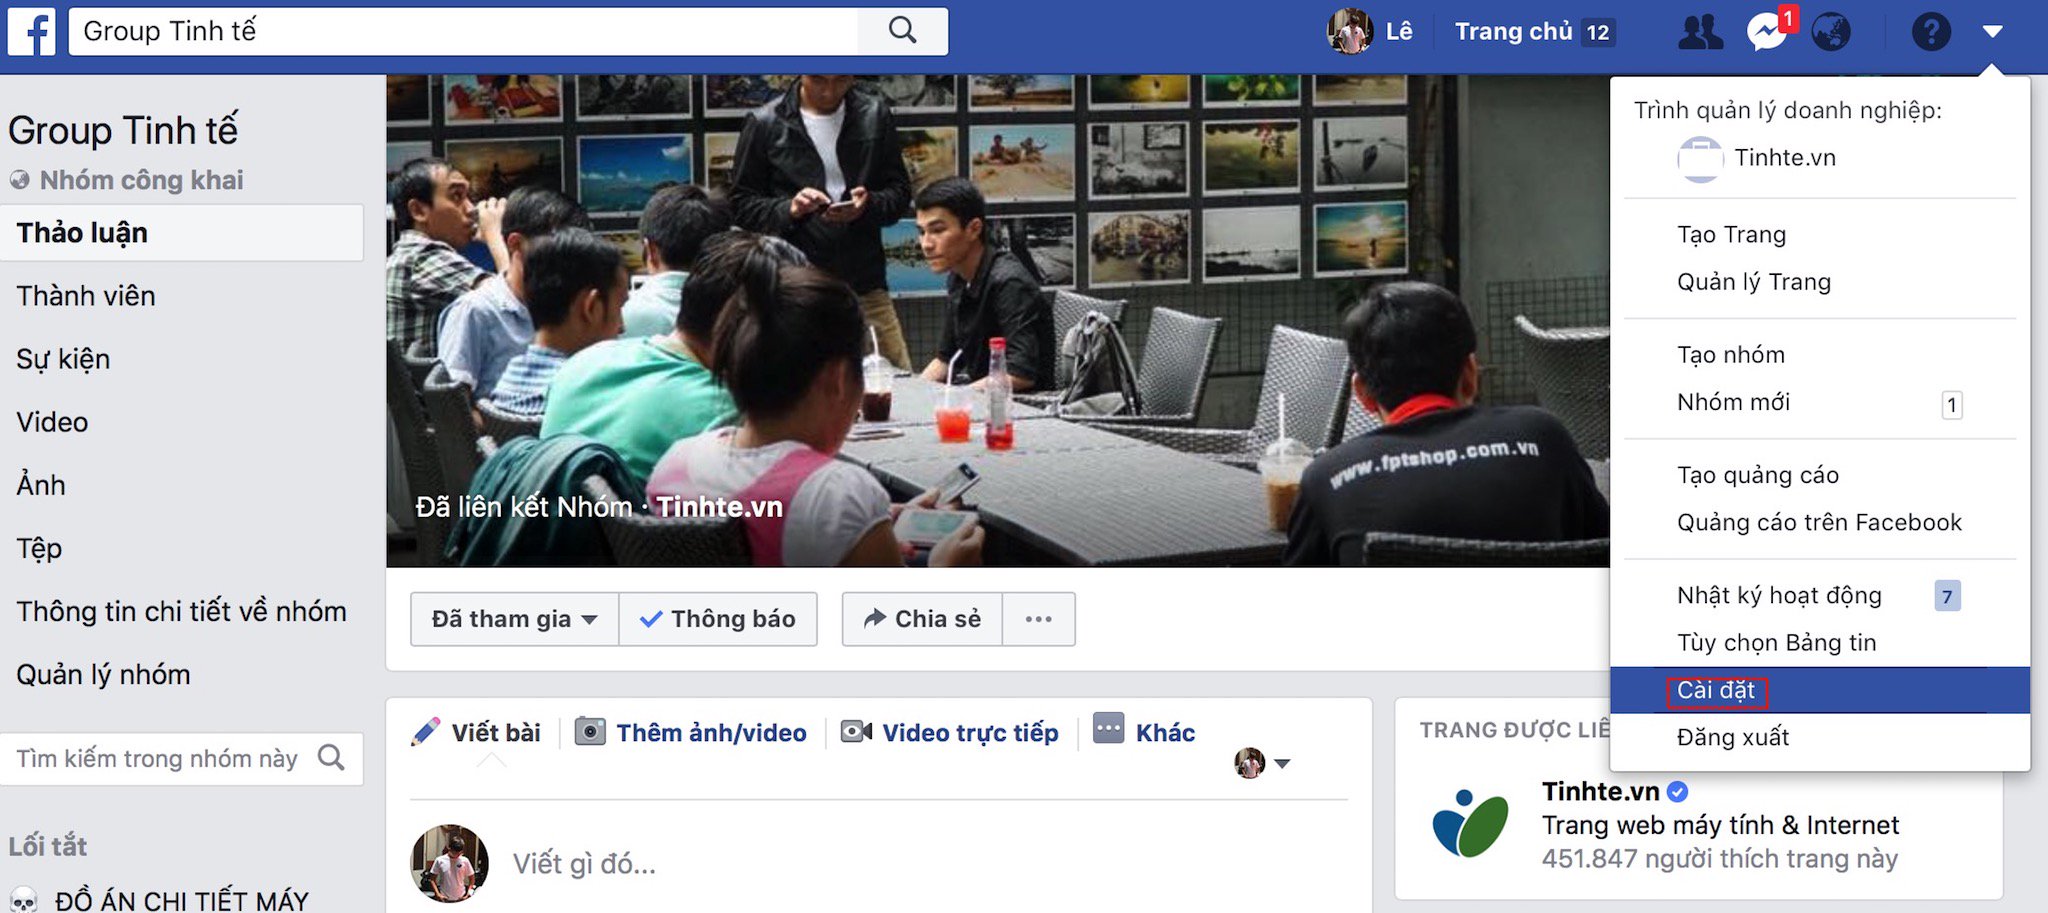 f
Group Tinh tế
Lê
Trang chủ 12
1
?
Group Tinh tế
Nhóm công khai
Thảo luận
Thành viên
Sự kiện
Video
Ảnh
Tệp
Thông tin chi tiết về nhóm
Quản lý nhóm
Tìm kiếm trong nhóm này
Lối tắt
ĐỒ ÁN CHI TIẾT MÁY
www.fptshop.com.vn
Đã liên kết Nhóm · Tinhte.vn
Đã tham gia
Thông báo
Chia sẻ
Viết bài
Thêm ảnh/video
Video trực tiếp
Khác
Viết gì đó...
Trình quản lý doanh nghiệp:
Tinhte.vn
Tạo Trang
Quản lý Trang
Tạo nhóm
Nhóm mới 1
Tạo quảng cáo
Quảng cáo trên Facebook
Nhật ký hoạt động 7
Tùy chọn Bảng tin
Cài đặt
Đăng xuất
TRANG ĐƯỢC LIÊ
Tinhte.vn
Trang web máy tính & Internet
451.847 người thích trang này